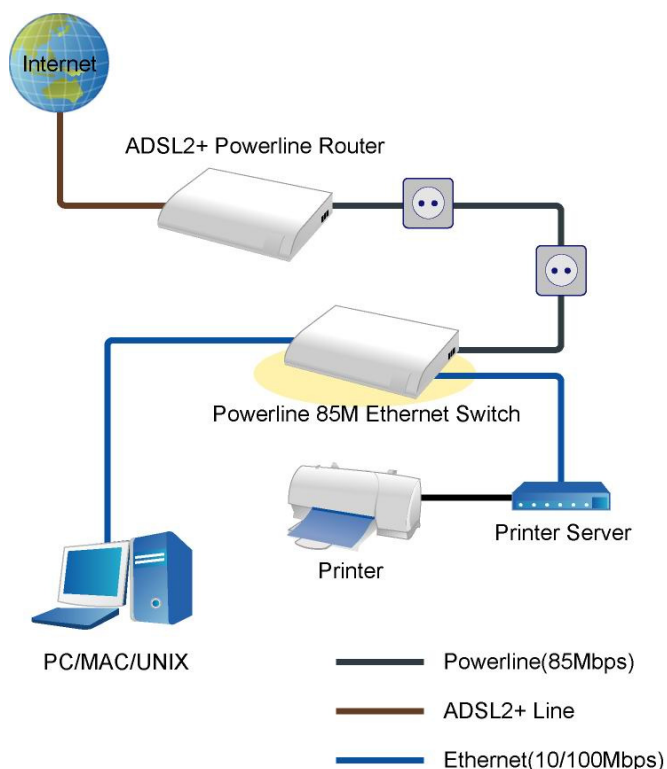 Internet
ADSL2+ Powerline Router
Powerline 85M Ethernet Switch
Printer Server
Printer
PC/MAC/UNIX
Powerline(85Mbps)
ADSL2+ Line
Ethernet(10/100Mbps)